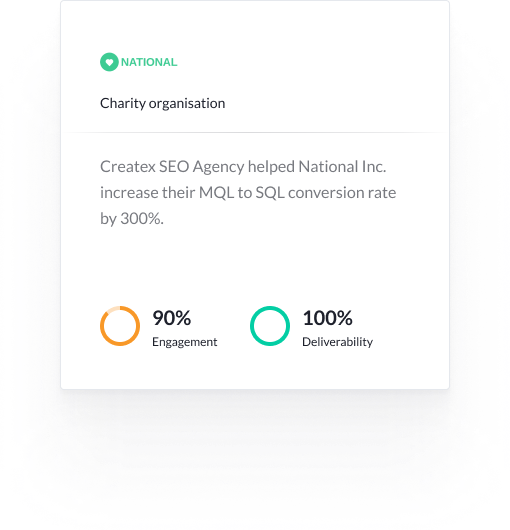 NATIONAL
Charity organisation
Createx SEO Agency helped National Inc.
increase their MQL to SQL conversion rate
by 300%.
90%
Engagement
100%
Deliverability